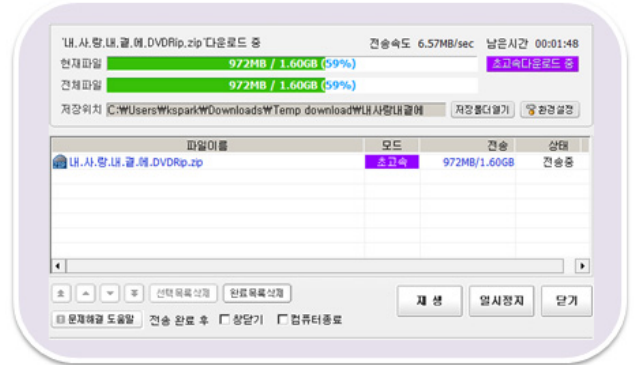 '내.사.랑.내.곁.에.DVDRip.zip'다운로드 중 전송속도 6.57MB/sec 남은시간 00:01:48
현재파일 972MB / 1.60GB (59%) 초고속다운로드 중
전체파일 972MB / 1.60GB (59%)
저장위치 C:₩Users₩kspark₩Downloads₩Temp download₩내사랑내곁에 저장폴더열기 환경설정
파일이름 모드 전송 상태
내.사.랑.내.곁.에.DVDRip.zip 초고속 972MB/1.60GB 전송중
선택목록삭제 완료목록삭제 재 생 일시정지 닫기
문제해결 도움말 전송 완료 후 창닫기 컴퓨터종료